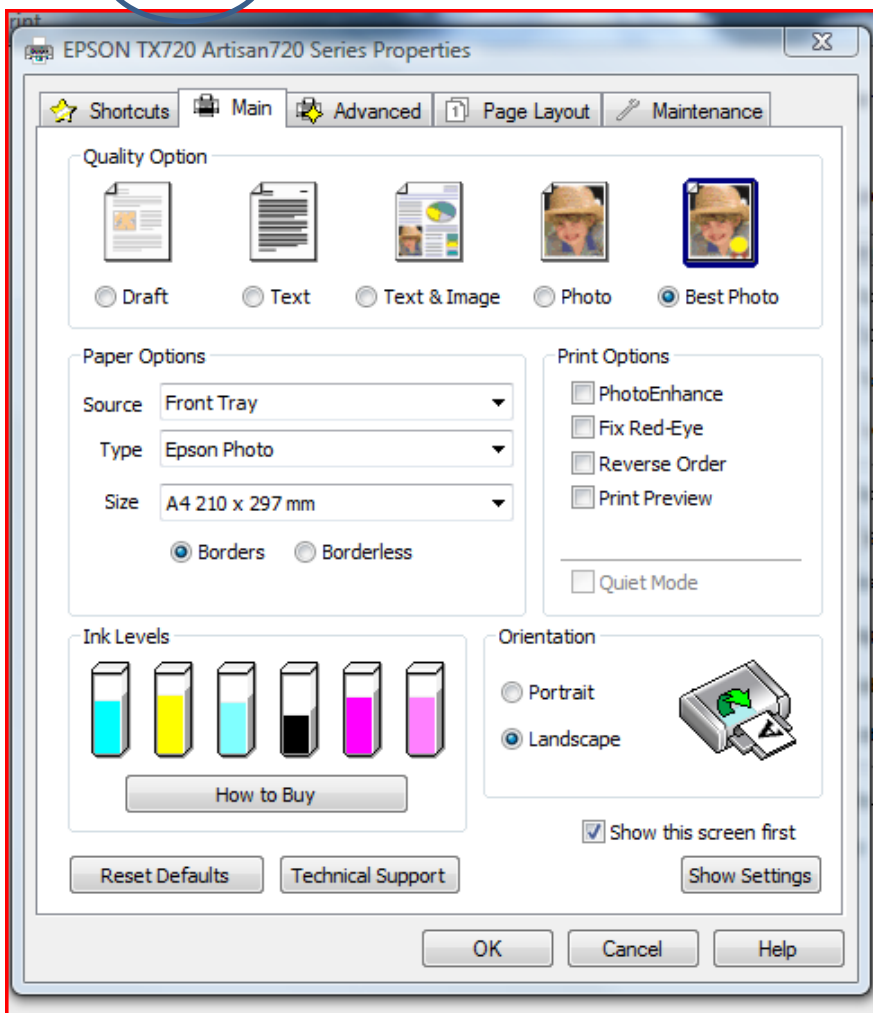 rint
EPSON TX720 Artisan720 Series Properties
Shortcuts Main Advanced 1 Page Layout Maintenance
Quality Option
Draft Text Text & Image Photo Best Photo
Paper Options
Source Front Tray
Type Epson Photo
Size A4 210 x 297 mm
Borders Borderless
Print Options
PhotoEnhance
Fix Red-Eye
Reverse Order
Print Preview
Quiet Mode
Ink Levels
How to Buy
Orientation
Portrait
Landscape
A
Show this screen first
Reset Defaults Technical Support Show Settings
OK Cancel Help